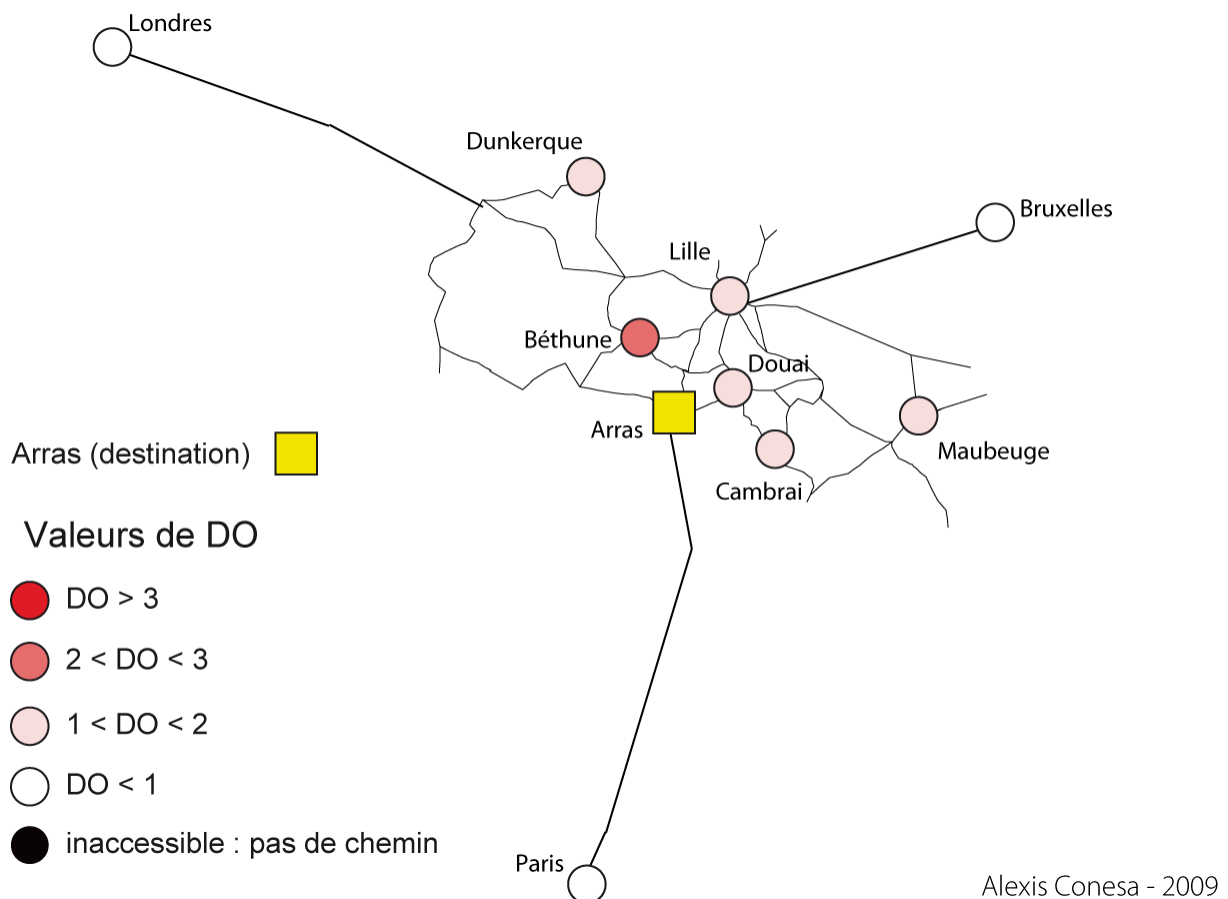 Londres
Dunkerque
Bruxelles
Lille
Béthune
Douai
Arras
Maubeuge
Cambrai
Arras (destination)
Valeurs de DO
DO > 3
2 < DO < 3
1 < DO < 2
DO < 1
inaccessible : pas de chemin
Paris
Alexis Conesa - 2009